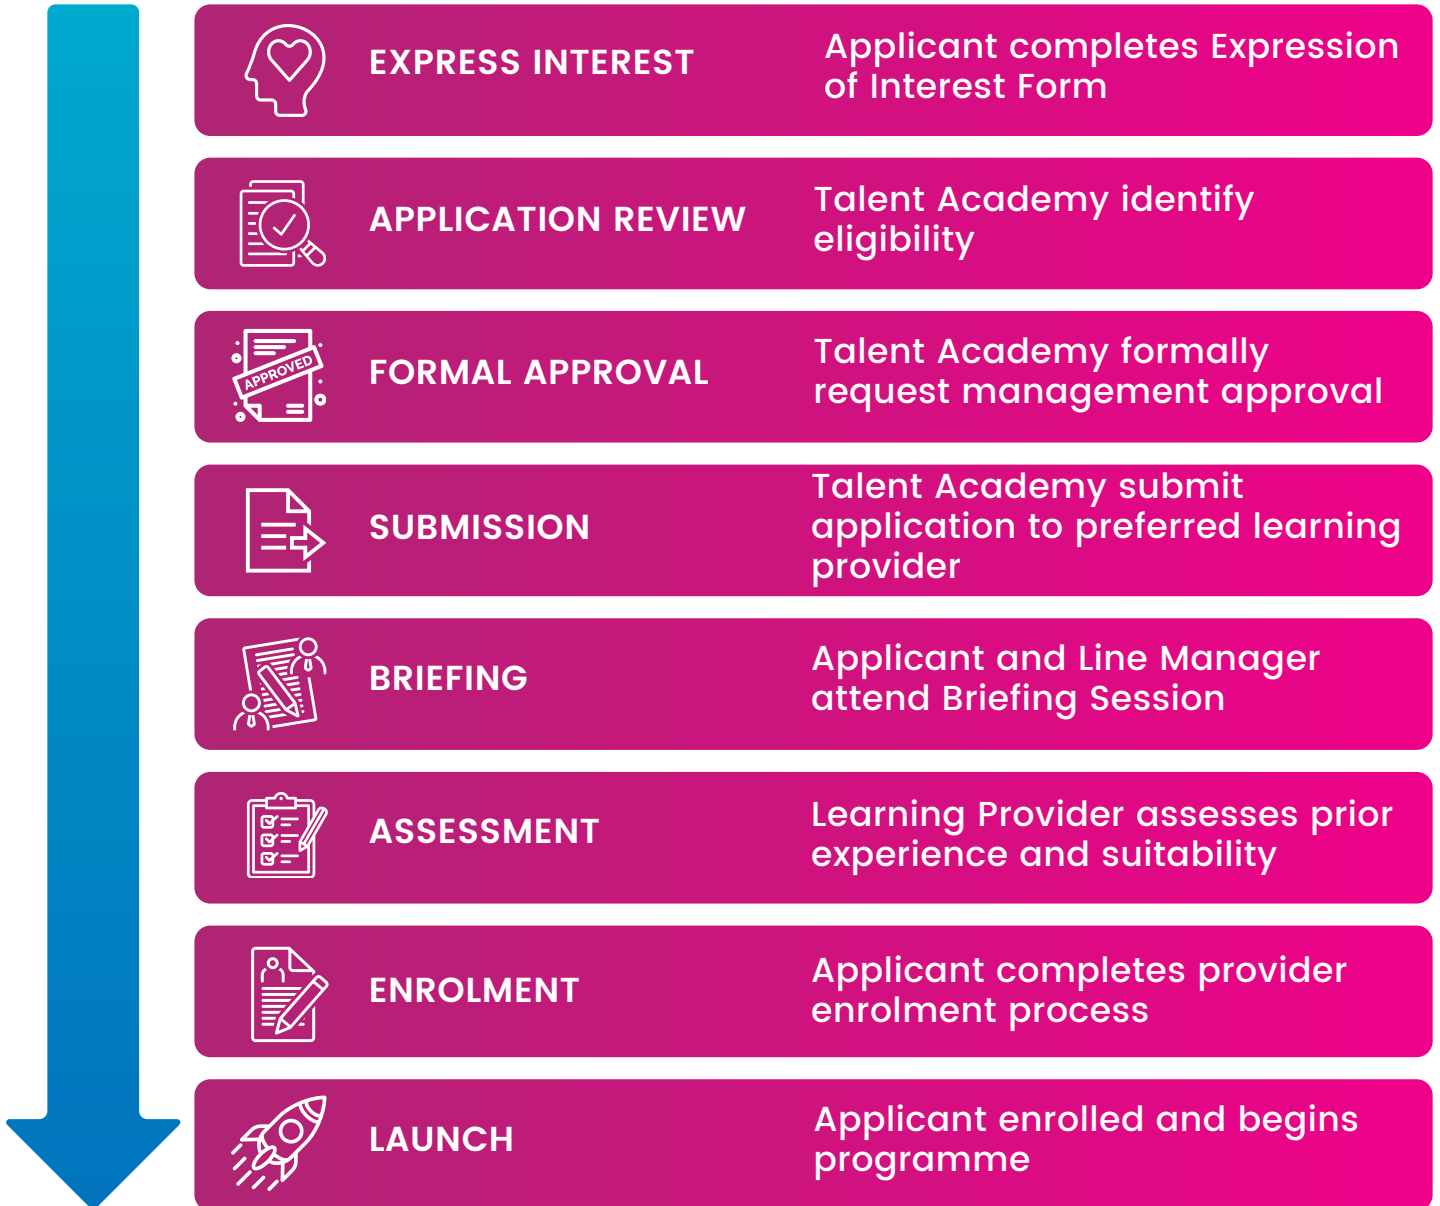 EXPRESS INTEREST
Applicant completes Expression
of Interest Form
APPLICATION REVIEW
Talent Academy identify
eligibility
APPROVED
FORMAL APPROVAL
Talent Academy formally
request management approval
SUBMISSION
Talent Academy submit
application to preferred learning
provider
BRIEFING
Applicant and Line Manager
attend Briefing Session
ASSESSMENT
Learning Provider assesses prior
experience and suitability
ENROLMENT
Applicant completes provider
enrolment process
LAUNCH
Applicant enrolled and begins
programme